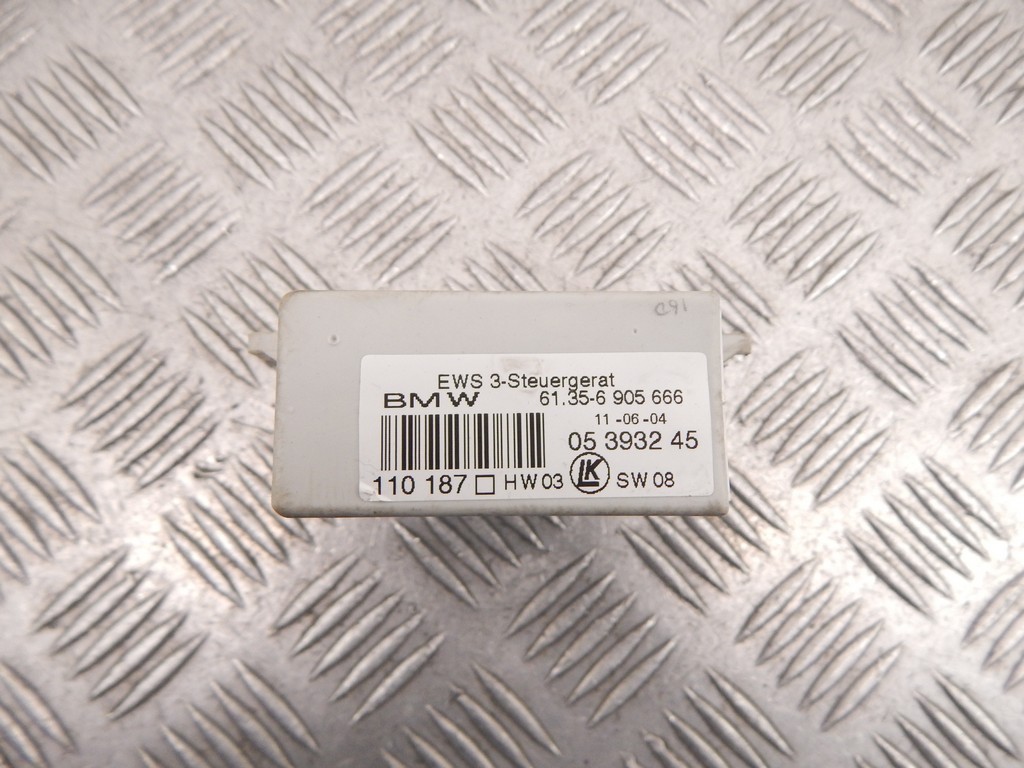 EWS 3-Steuergerat
BMW 61.35-6 905 666
11-06-04
05 3932 45
110 187 HW 03 LK SW 08